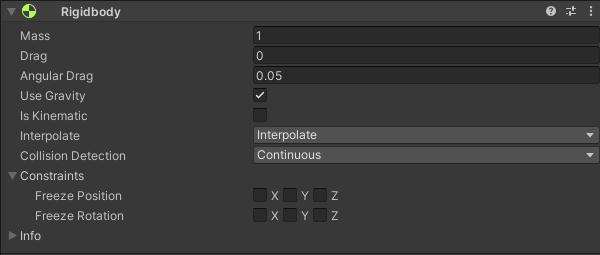 Rigidbody
Mass 1
Drag 0
Angular Drag 0.05
Use Gravity
Is Kinematic
Interpolate Interpolate
Collision Detection Continuous
Constraints
Freeze Position X Y Z
Freeze Rotation X Y Z
Info